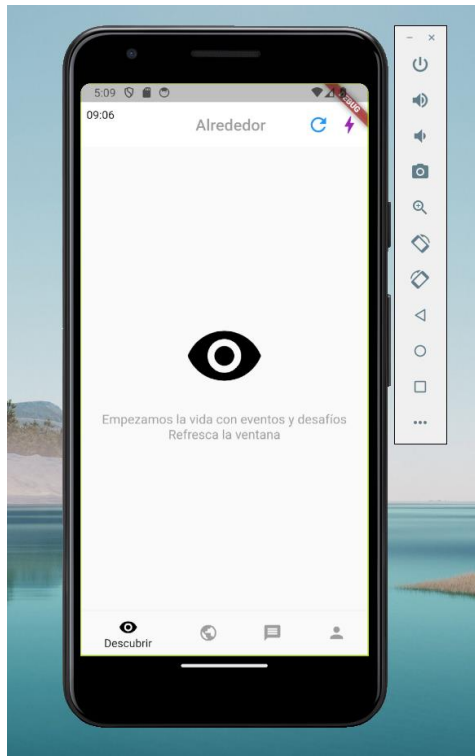 5:09
DEBUG
09:06
Alrededor
Empezamos la vida con eventos y desafíos
Refresca la ventana
Descubrir